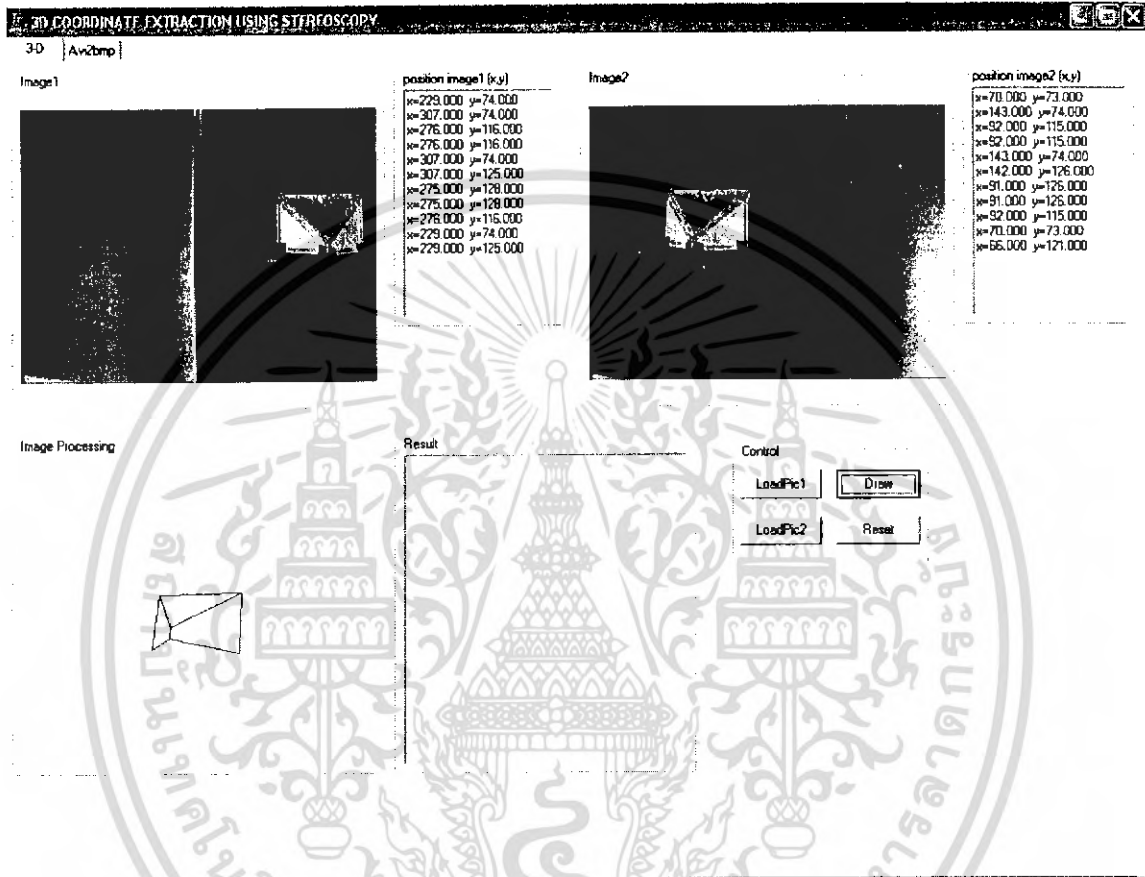 3D COORDINATE EXTRACTION USING STEREOSCOPY
3-D
Avi2bmp
Image1
position image1 (x,y)
x=229.000 y=74.000
x=307.000 y=74.000
x=276.000 y=116.000
x=276.000 y=116.000
x=307.000 y=74.000
x=307.000 y=125.000
x=275.000 y=128.000
x=275.000 y=128.000
x=276.000 y=116.000
x=229.000 y=74.000
x=229.000 y=125.000
Image2
position image2 (x,y)
x=70.000 y=73.000
x=143.000 y=74.000
x=92.000 y=115.000
x=92.000 y=115.000
x=143.000 y=74.000
x=142.000 y=126.000
x=91.000 y=126.000
x=91.000 y=126.000
x=92.000 y=115.000
x=70.000 y=73.000
x=66.000 y=121.000
Image Processing
Result
Control
LoadPic1
Draw
LoadPic2
Reset